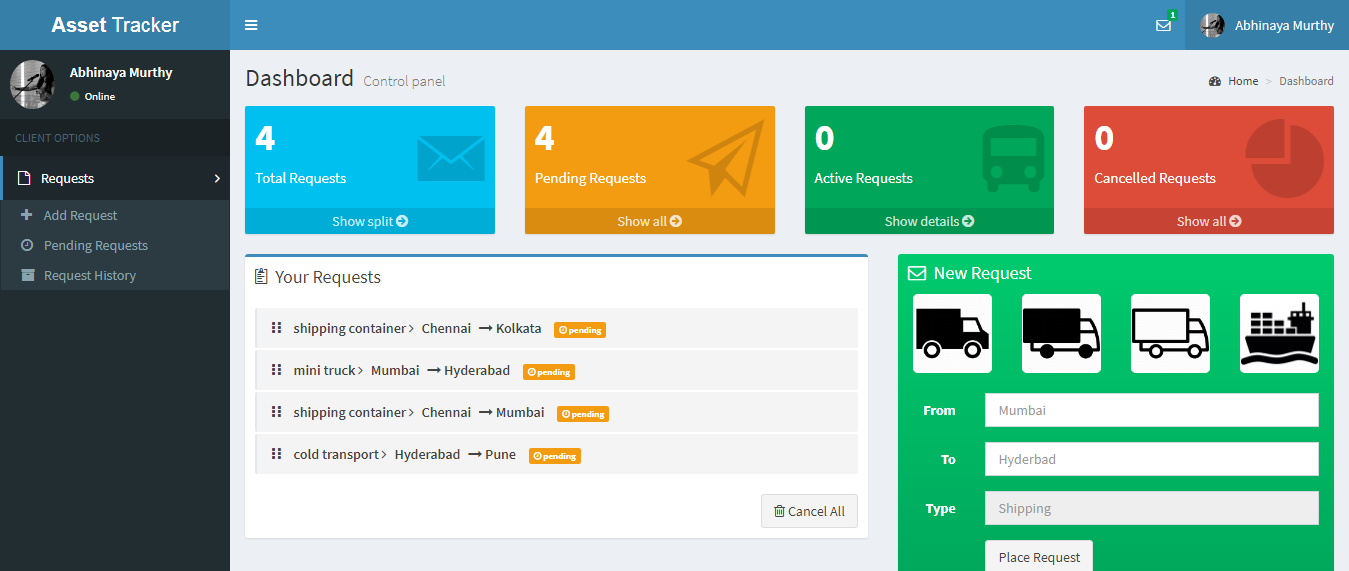 Asset Tracker
1
Abhinaya Murthy
Abhinaya Murthy
Online
CLIENT OPTIONS
Requests
Add Request
Pending Requests
Request History
Dashboard Control panel
Home > Dashboard
4
Total Requests
Show split
4
Pending Requests
Show all
0
Active Requests
Show details
0
Cancelled Requests
Show all
Your Requests
shipping container > Chennai → Kolkata pending
mini truck > Mumbai → Hyderabad pending
shipping container > Chennai → Mumbai pending
cold transport > Hyderabad → Pune pending
Cancel All
New Request
From Mumbai
To Hyderbad
Type Shipping
Place Request